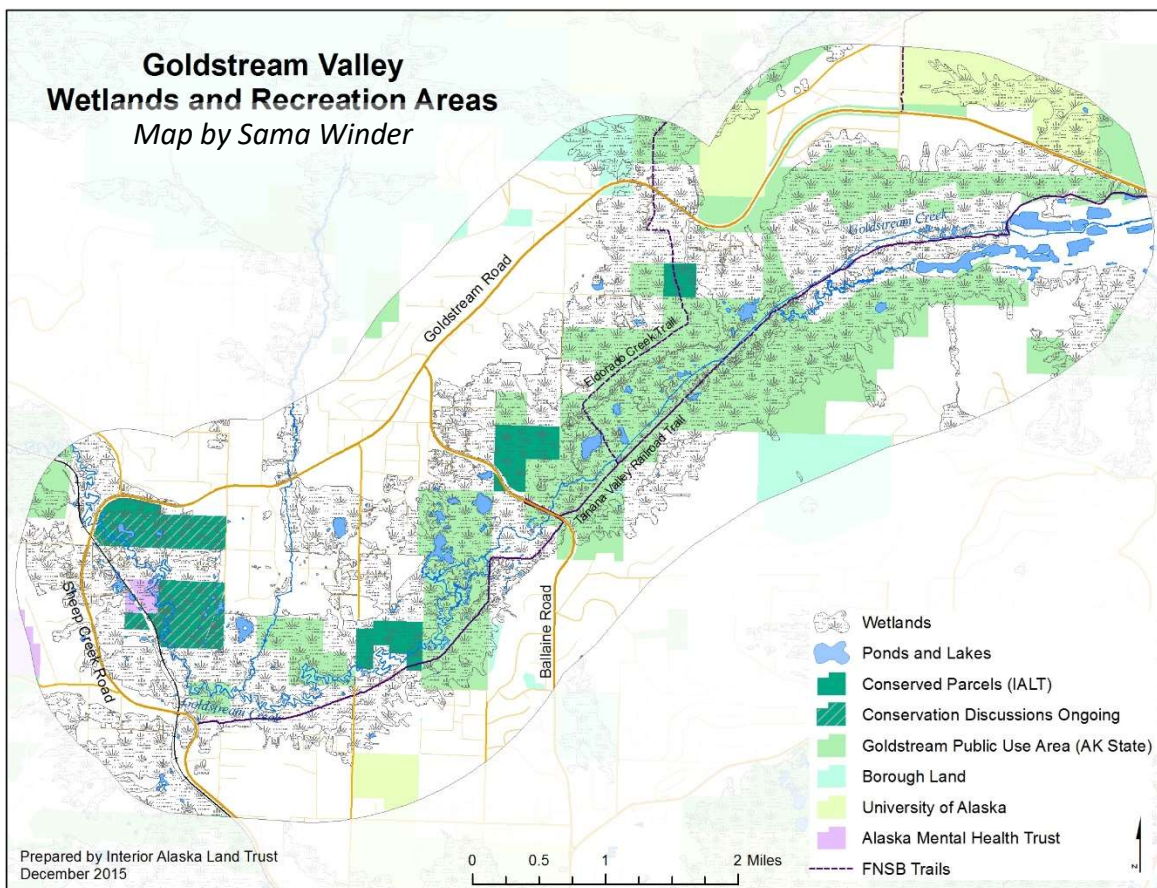 Goldstream Valley
Wetlands and Recreation Areas
Map by Sama Winder
Goldstream Creek
Goldstream Road
Eldorado Creek Trail
Tanana Valley Railroad Trail
Sheep Creek Road
Ballaine Road
Goldstream Creek
Wetlands
Ponds and Lakes
Conserved Parcels (IALT)
Conservation Discussions Ongoing
Goldstream Public Use Area (AK State)
Borough Land
University of Alaska
Alaska Mental Health Trust
FNSB Trails
Prepared by Interior Alaska Land Trust
December 2015
0 0.5 1 2 Miles
N